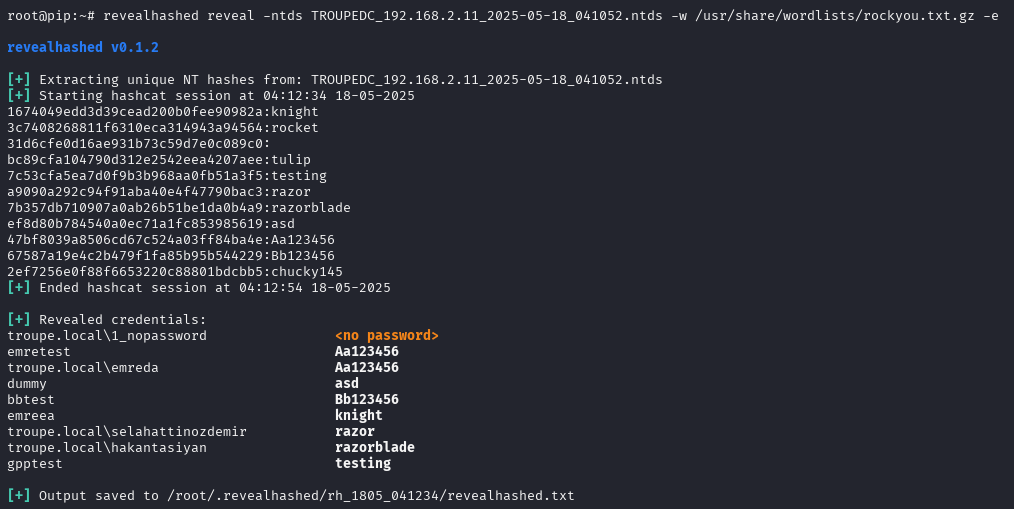 root@pip:~# revealhashed reveal -ntds TROUPEDC_192.168.2.11_2025-05-18_041052.ntds -w /usr/share/wordlists/rockyou.txt.gz -e
revealhashed v0.1.2
[+] Extracting unique NT hashes from: TROUPEDC_192.168.2.11_2025-05-18_041052.ntds
[+] Starting hashcat session at 04:12:34 18-05-2025
1674049edd3d39cead200b0fee90982a:knight
3c7408268811f6310eca314943a94564:rocket
31d6cfe0d16ae931b73c59d7e0c089c0:
bc89cfa104790d312e2542eea4207aee:tulip
7c53cfa5ea7d0f9b3b968aa0fb51a3f5:testing
a9090a292c94f91aba40e4f47790bac3:razor
7b357db710907a0ab26b51be1da0b4a9:razorblade
ef8d80b784540a0ec71a1fc853985619:asd
47bf8039a8506cd67c524a03ff84ba4e:Aa123456
67587a19e4c2b479f1fa85b95b544229:Bb123456
2ef7256e0f88f6653220c88801bdcbb5:chucky145
[+] Ended hashcat session at 04:12:54 18-05-2025
[+] Revealed credentials:
troupe.local\1_nopassword <no password>
emretest Aa123456
troupe.local\emreda Aa123456
dummy asd
bbtest Bb123456
emreea knight
troupe.local\selahattinozdemir razor
troupe.local\hakantasiyan razorblade
gpptest testing
[+] Output saved to /root/.revealhashed/rh_1805_041234/revealhashed.txt